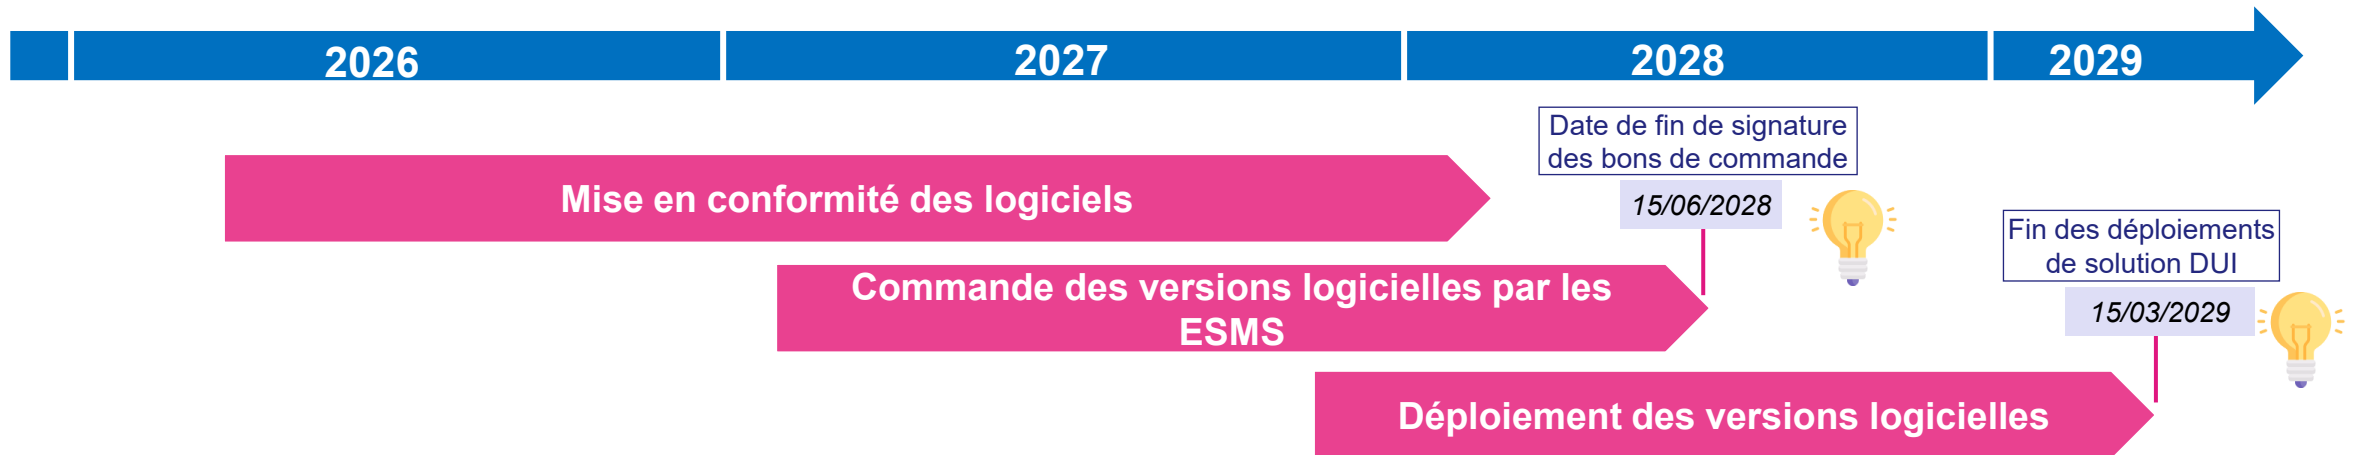 2026
2027
2028
2029
Date de fin de signature
des bons de commande
15/06/2028
Mise en conformité des logiciels
Fin des déploiements
de solution DUI
15/03/2029
Commande des versions logicielles par les
ESMS
Déploiement des versions logicielles